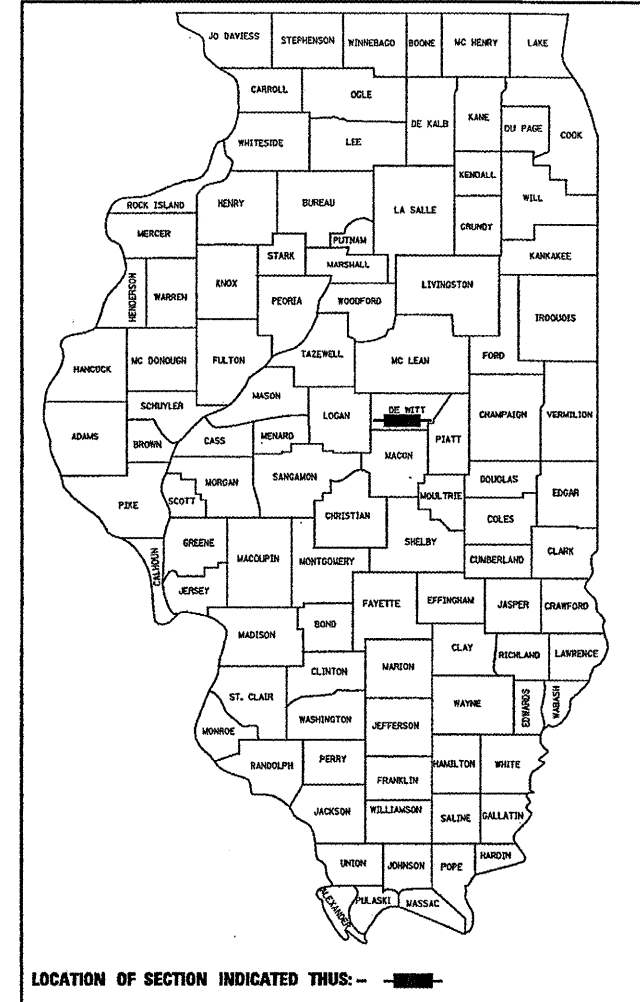 JO DAVIESS
STEPHENSON
WINNEBAGO
BOONE
MC HENRY
LAKE
CARROLL
OGLE
DE KALB
KANE
DU PAGE
COOK
WHITESIDE
LEE
KENDALL
WILL
ROCK ISLAND
HENRY
BUREAU
LA SALLE
GRUNDY
MERCER
PUTNAM
KANKAKEE
STARK
MARSHALL
HENDERSON
WARREN
KNOX
PEORIA
WOODFORD
LIVINGSTON
IROQUOIS
HANCOCK
MC DONOUGH
FULTON
TAZEWELL
MC LEAN
FORD
MASON
SCHUYLER
LOGAN
DE WITT
CHAMPAIGN
VERMILION
ADAMS
BROWN
CASS
MENARD
PIATT
MACON
PIKE
SCOTT
MORGAN
SANGAMON
MOULTRIE
DOUGLAS
EDGAR
CHRISTIAN
COLES
CALHOUN
GREENE
MACOUPIN
MONTGOMERY
SHELBY
CUMBERLAND
CLARK
JERSEY
FAYETTE
EFFINGHAM
JASPER
CRAWFORD
MADISON
BOND
CLAY
RICHLAND
LAWRENCE
CLINTON
MARION
ST. CLAIR
WAYNE
EDWARDS
WABASH
WASHINGTON
JEFFERSON
MONROE
RANDOLPH
PERRY
HAMILTON
WHITE
FRANKLIN
JACKSON
WILLIAMSON
SALINE
GALLATIN
UNION
JOHNSON
POPE
HARDIN
ALEXANDER
PULASKI
MASSAC
LOCATION OF SECTION INDICATED THUS: -